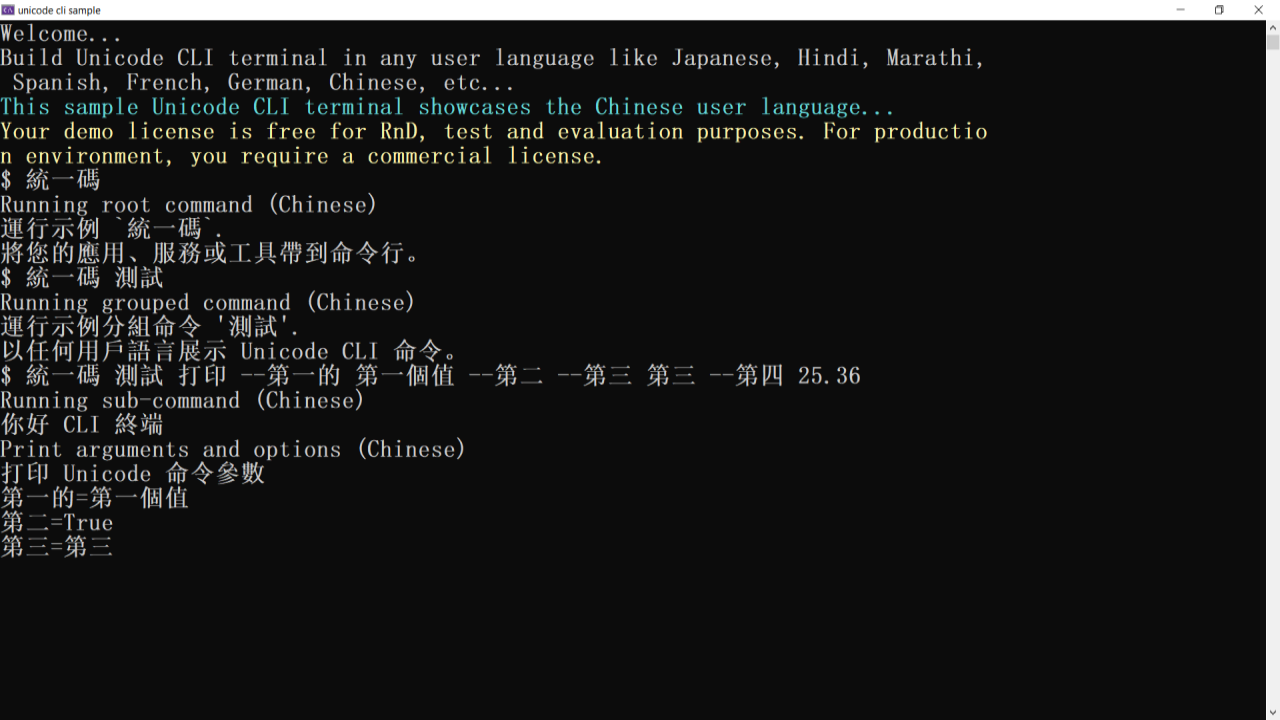 unicode cli sample
Welcome...
Build Unicode CLI terminal in any user language like Japanese, Hindi, Marathi,
 Spanish, French, German, Chinese, etc...
This sample Unicode CLI terminal showcases the Chinese user language...
Your demo license is free for RnD, test and evaluation purposes. For productio
n environment, you require a commercial license.
$ 統一碼
Running root command (Chinese)
運行示例 `統一碼`.
將您的應用、服務或工具帶到命令行。
$ 統一碼 測試
Running grouped command (Chinese)
運行示例分組命令 '測試'.
以任何用戶語言展示 Unicode CLI 命令。
$ 統一碼 測試 打印 --第一的 第一個值 --第二 --第三 第三 --第四 25.36
Running sub-command (Chinese)
你好 CLI 終端
Print arguments and options (Chinese)
打印 Unicode 命令參數
第一的=第一個值
第二=True
第三=第三